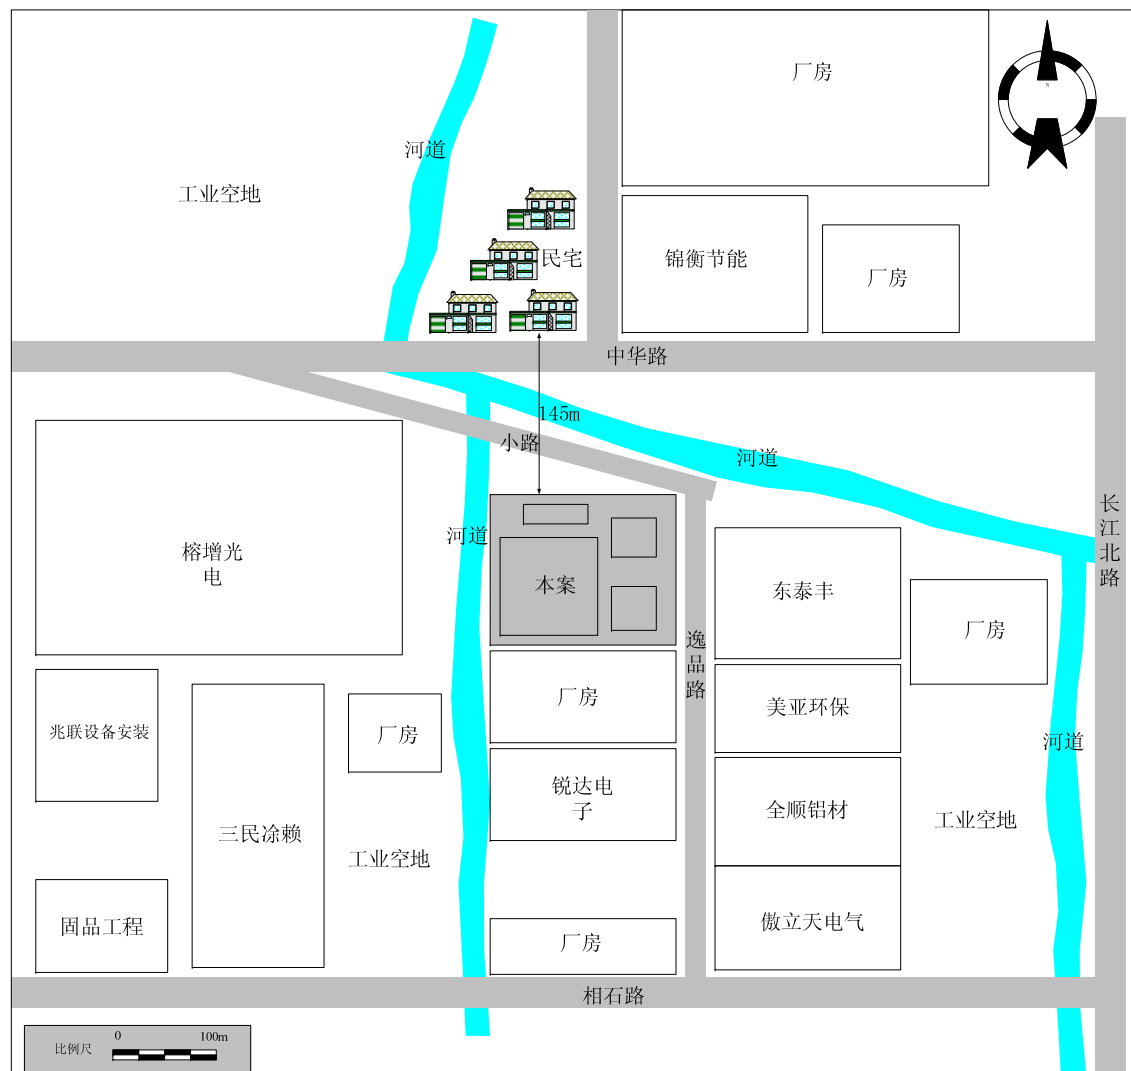 厂房
N
河道
工业空地
民宅
锦衡节能
厂房
中华路
145m
小路
河道
长江北路
河道
榕增光
电
本案
东泰丰
厂房
逸品路
厂房
美亚环保
兆联设备安装
厂房
河道
锐达电
子
全顺铝材
三民涂赖
工业空地
工业空地
固品工程
厂房
傲立天电气
相石路
0 100m
比例尺